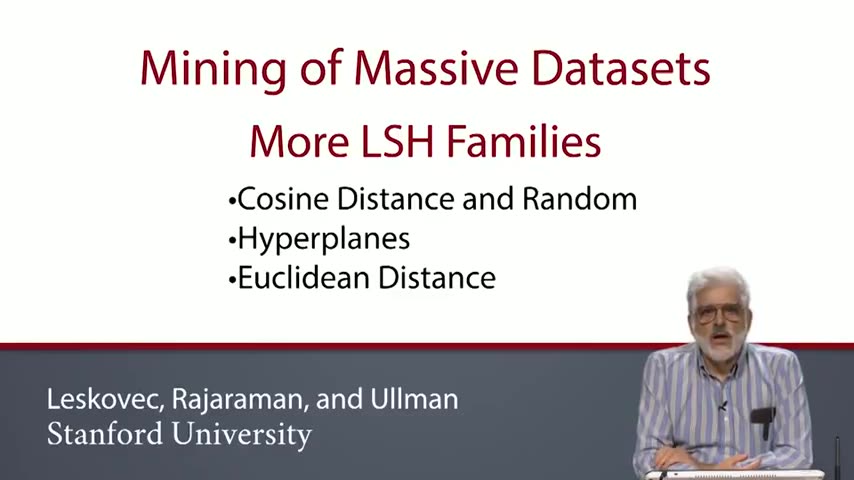 Mining of Massive Datasets
More LSH Families
•Cosine Distance and Random
•Hyperplanes
•Euclidean Distance
Leskovec, Rajaraman, and Ullman
Stanford University